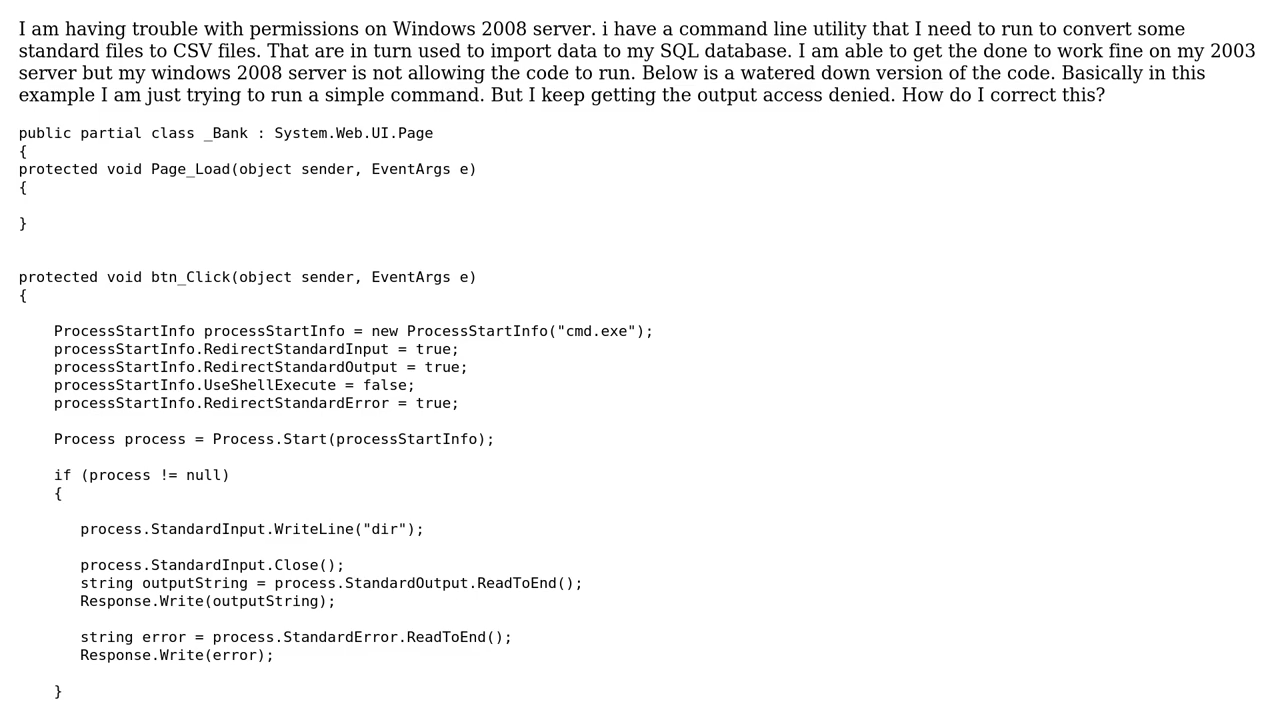 I am having trouble with permissions on Windows 2008 server. i have a command line utility that I need to run to convert some
standard files to CSV files. That are in turn used to import data to my SQL database. I am able to get the done to work fine on my 2003
server but my windows 2008 server is not allowing the code to run. Below is a watered down version of the code. Basically in this
example I am just trying to run a simple command. But I keep getting the output access denied. How do I correct this?
public partial class _Bank : System.Web.UI.Page
{
protected void Page_Load(object sender, EventArgs e)
{
}
protected void btn_Click(object sender, EventArgs e)
{
    ProcessStartInfo processStartInfo = new ProcessStartInfo("cmd.exe");
    processStartInfo.RedirectStandardInput = true;
    processStartInfo.RedirectStandardOutput = true;
    processStartInfo.UseShellExecute = false;
    processStartInfo.RedirectStandardError = true;
    Process process = Process.Start(processStartInfo);
    if (process != null)
    {
       process.StandardInput.WriteLine("dir");
       process.StandardInput.Close();
       string outputString = process.StandardOutput.ReadToEnd();
       Response.Write(outputString);
       string error = process.StandardError.ReadToEnd();
       Response.Write(error);
    }